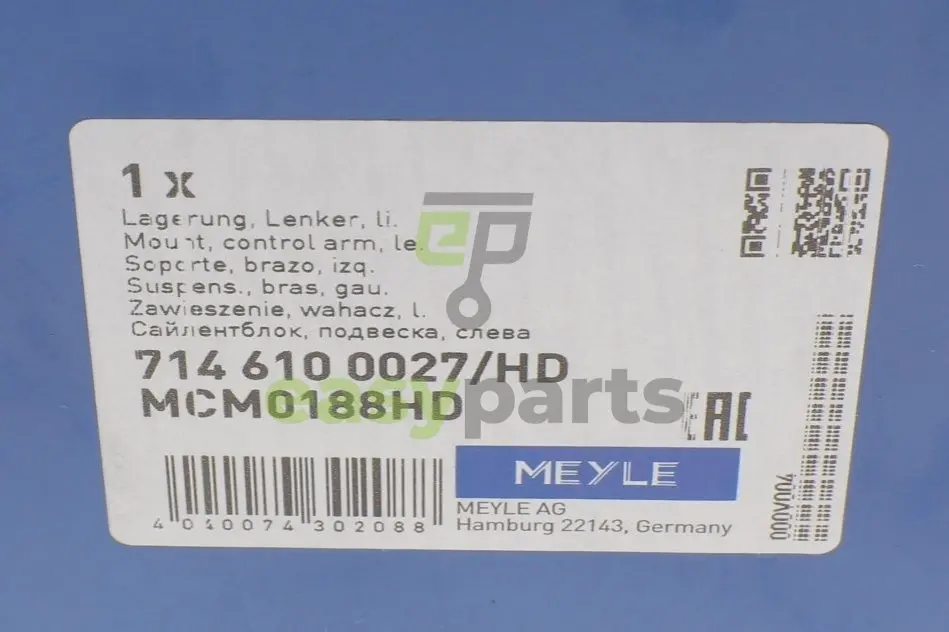 1 x
Lagerung, Lenker, li.
Mount, control arm, le.
Soporte, brazo, izq.
Suspens., bras, gau.
Zawieszenie, wahacz, l.
Сайлентблок, подвеска, слева
714 610 0027/HD
MCM0188HD
easyparts
EAC
MEYLE
MEYLE AG
Hamburg 22143, Germany
4 040074 302088